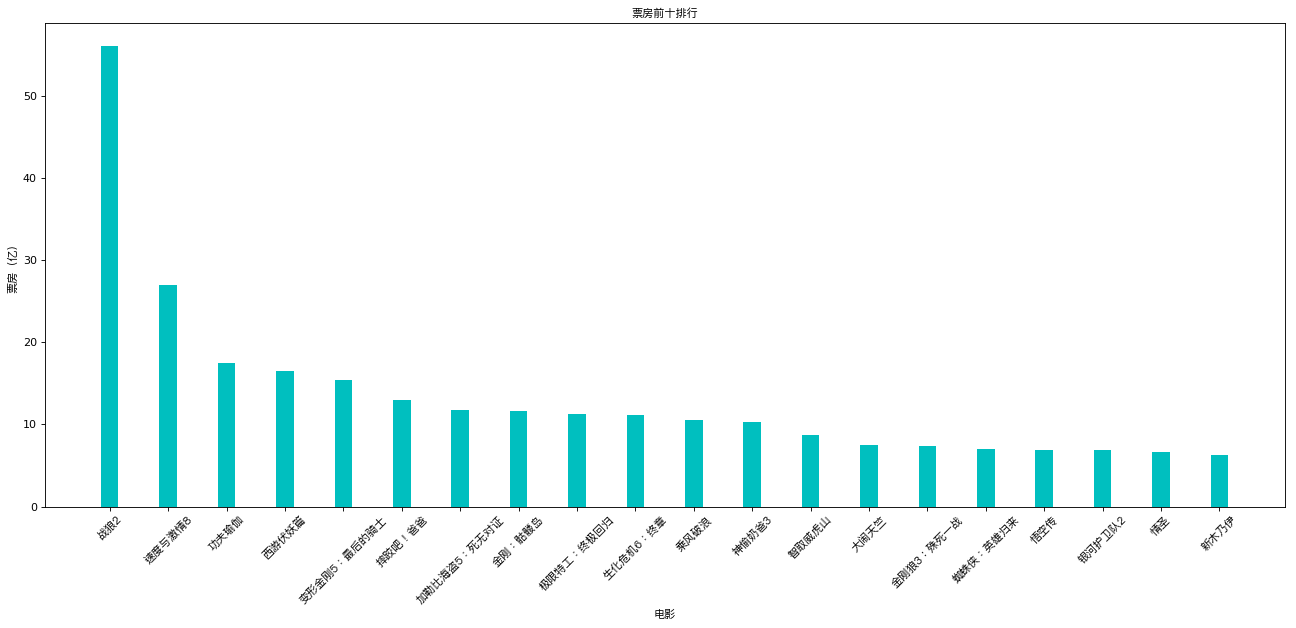 票房前十排行
票房（亿）
50
40
30
20
10
0
战狼2
速度与激情8
功夫瑜伽
西游伏妖篇
变形金刚5：最后的骑士
摔跤吧！爸爸
加勒比海盗5：死无对证
金刚：骷髅岛
极限特工：终极回归
生化危机6：终章
乘风破浪
神偷奶爸3
智取威虎山
大闹天竺
金刚狼3：殊死一战
蜘蛛侠：英雄归来
悟空传
银河护卫队2
情圣
新木乃伊
电影